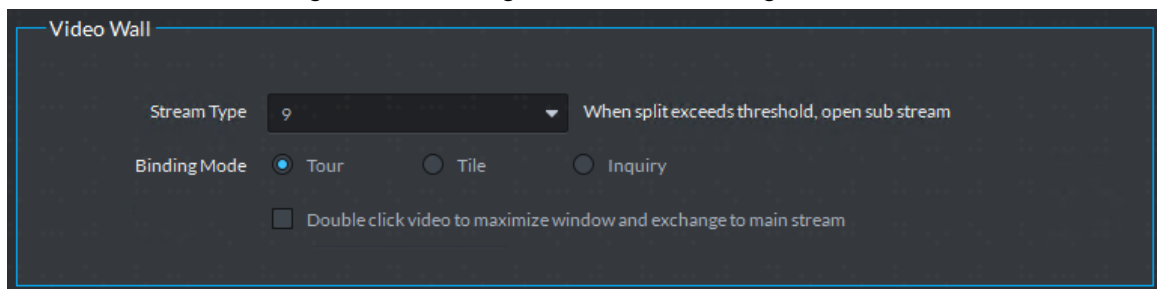 Video Wall
Stream Type 9 When split exceeds threshold, open sub stream
Binding Mode Tour Tile Inquiry
Double click video to maximize window and exchange to main stream